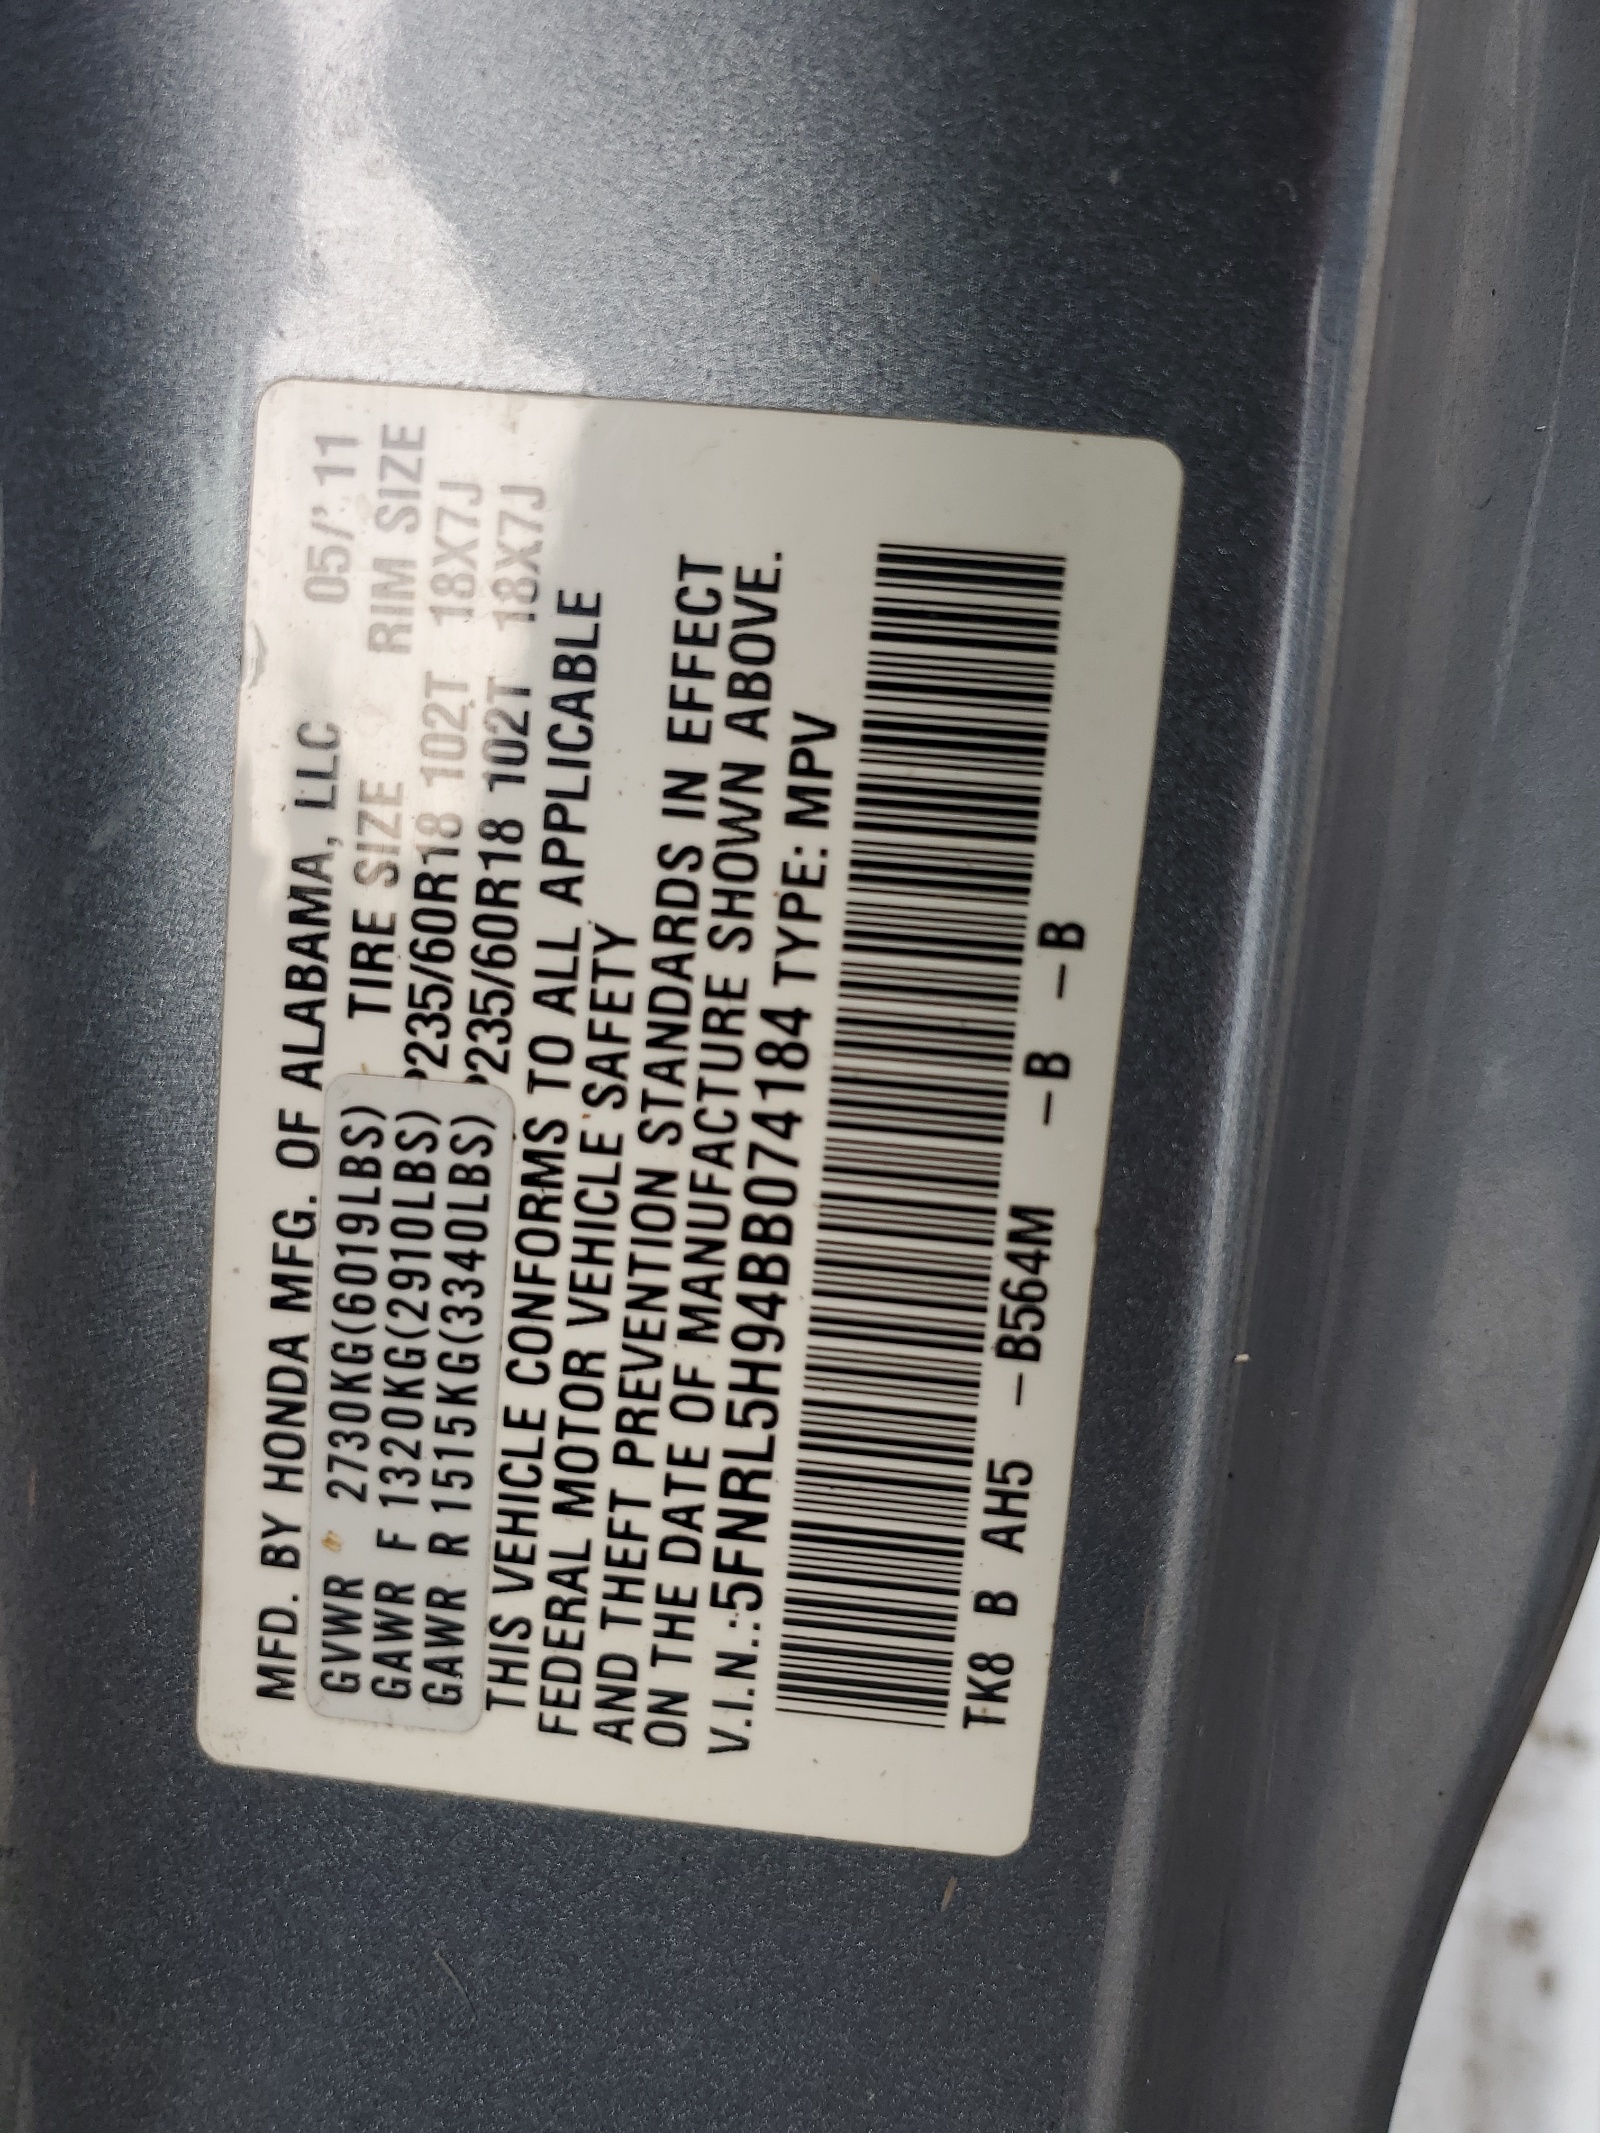 MFD. BY HONDA MFG. OF ALABAMA, LLC 05/'11
TIRE SIZE RIM SIZE
GVWR 2730KG(6019LBS)
GAWR F 1320KG(2910LBS) P235/60R18 102T 18X7J
GAWR R 1515KG(3340LBS) P235/60R18 102T 18X7J
THIS VEHICLE CONFORMS TO ALL APPLICABLE
FEDERAL MOTOR VEHICLE SAFETY
AND THEFT PREVENTION STANDARDS IN EFFECT
ON THE DATE OF MANUFACTURE SHOWN ABOVE.
V.I.N.:5FNRL5H94BB074184 TYPE: MPV
TK8 B AH5 -B564M -B -B